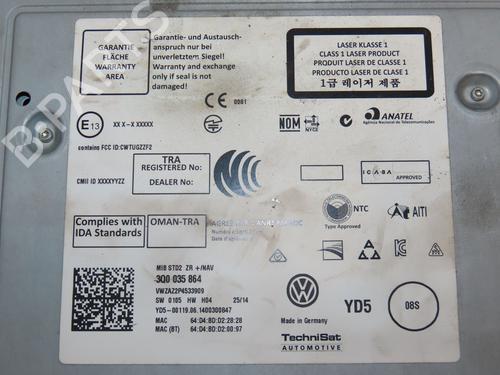 GARANTIE
FLÄCHE
WARRANTY
AREA
Garantie- und Austausch-
anspruch nur bei
unverletztem Siegel!
Warranty and exchange
only if seal is not
damaged
LASER KLASSE 1
CLASS 1 LASER PRODUCT
PRODUIT LASER DE CLASSE 1
PRODUCTO LASER DE CLASE 1
1급 레이저 제품
CE 0081
E13
XX X-X XXXXX
NOM
NYCE
ANATEL
Agência Nacional de Telecomunicações
contains FCC ID:CWTUGZZF2
CMII ID XXXXYYZZ
TRA
REGISTERED No:
DEALER No:
ICASA
APPROVED
Complies with
IDA Standards
OMAN-TRA
NTC
Type Approved
AITI
MIB STD2 ZR +/NAV
3Q0 035 864
VWZAZ2P4533909
SW 0105 HW H04 25/14
YD5-00119.06.1400300847
MAC 64:D4:BD:D2:28:28
MAC (BT) 64:D4:BD:D2:00:97
Made in Germany
TechniSat
AUTOMOTIVE
YD5
08S
B-PARTS